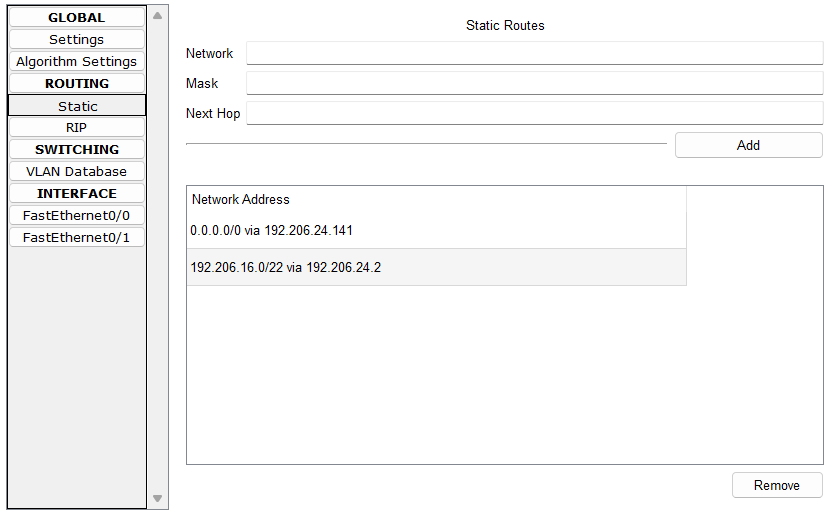 GLOBAL
Settings
Algorithm Settings
ROUTING
Static
RIP
SWITCHING
VLAN Database
INTERFACE
FastEthernet0/0
FastEthernet0/1
Static Routes
Network
Mask
Next Hop
Add
Network Address
0.0.0.0/0 via 192.206.24.141
192.206.16.0/22 via 192.206.24.2
Remove